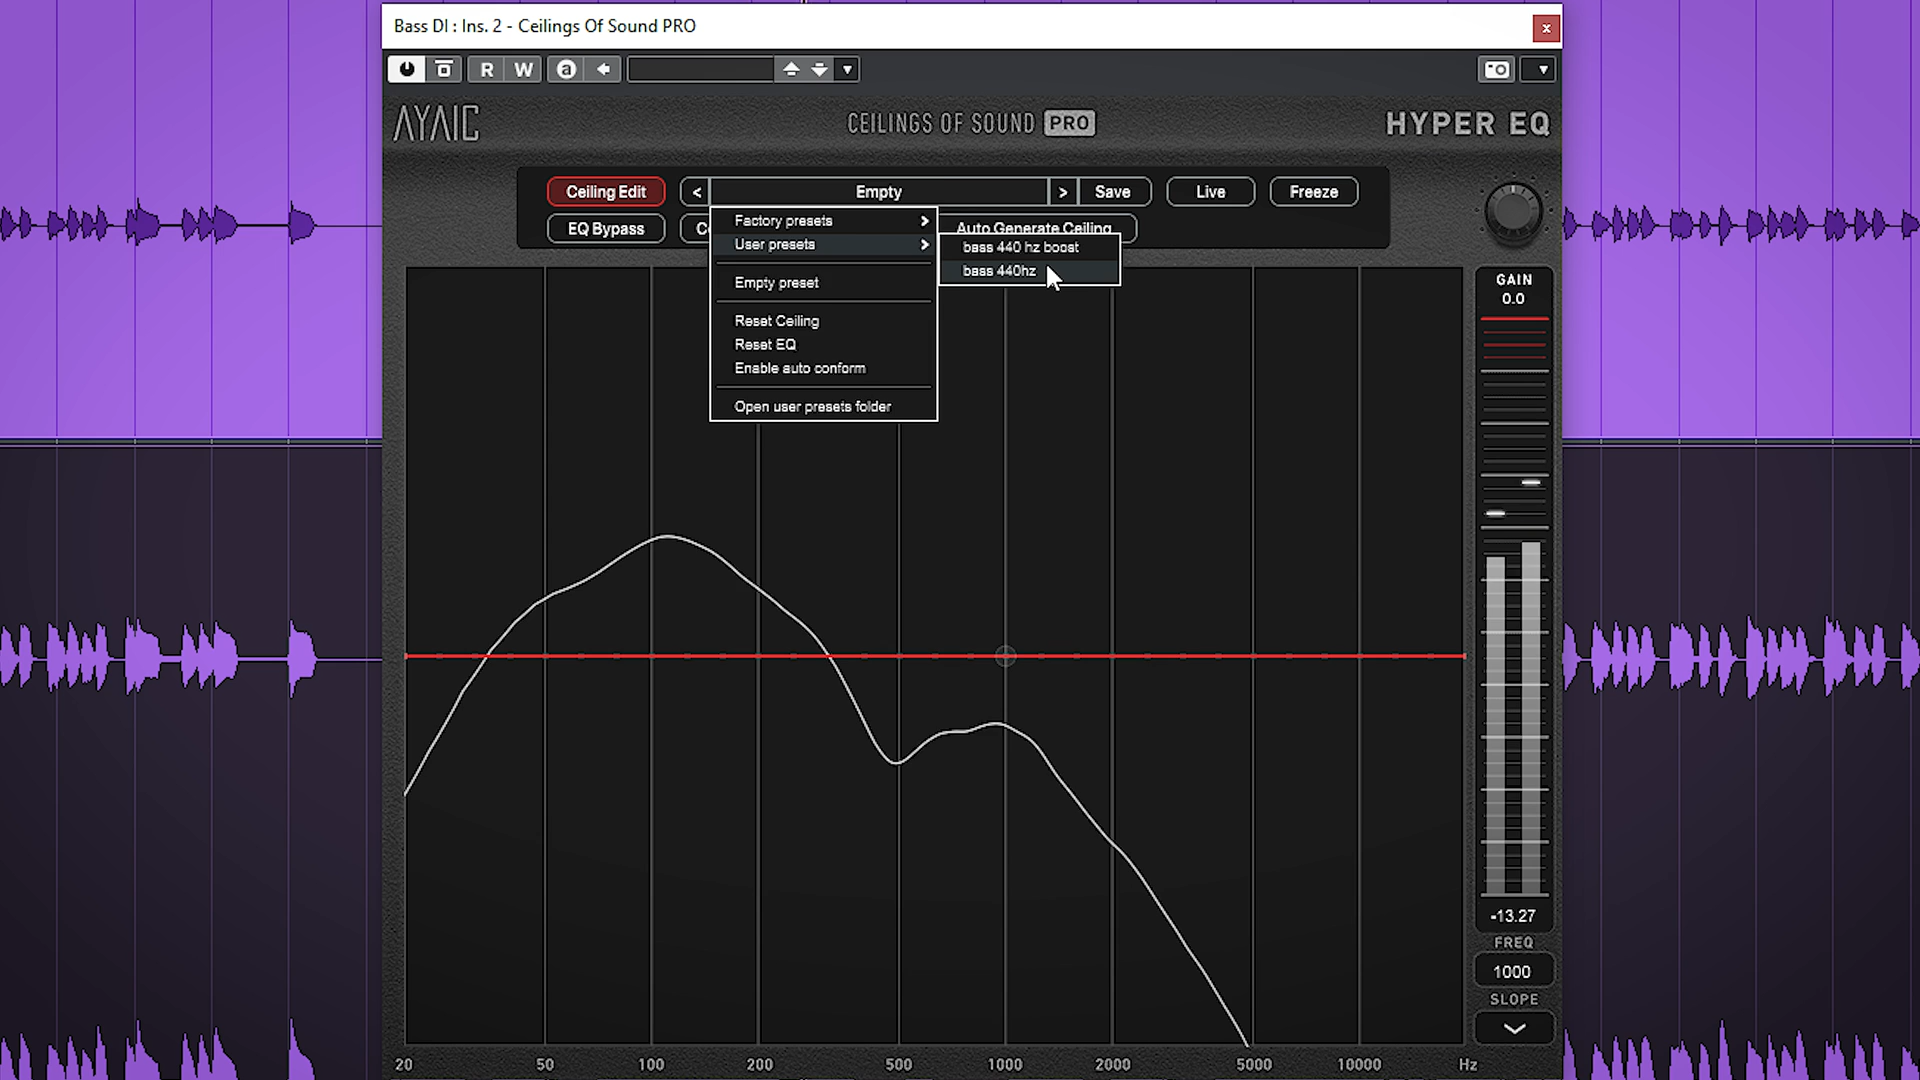 Bass DI : Ins. 2 - Ceilings Of Sound PRO
x
R W a
AYAIC
CEILINGS OF SOUND PRO
HYPER EQ
Ceiling Edit < Empty > Save Live Freeze
EQ Bypass Auto Generate Ceiling
Factory presets >
User presets >
Empty preset
Reset Ceiling
Reset EQ
Enable auto conform
Open user presets folder
bass 440 hz boost
bass 440hz
GAIN
0.0
-13.27
FREQ
1000
SLOPE
20 50 100 200 500 1000 2000 5000 10000 Hz